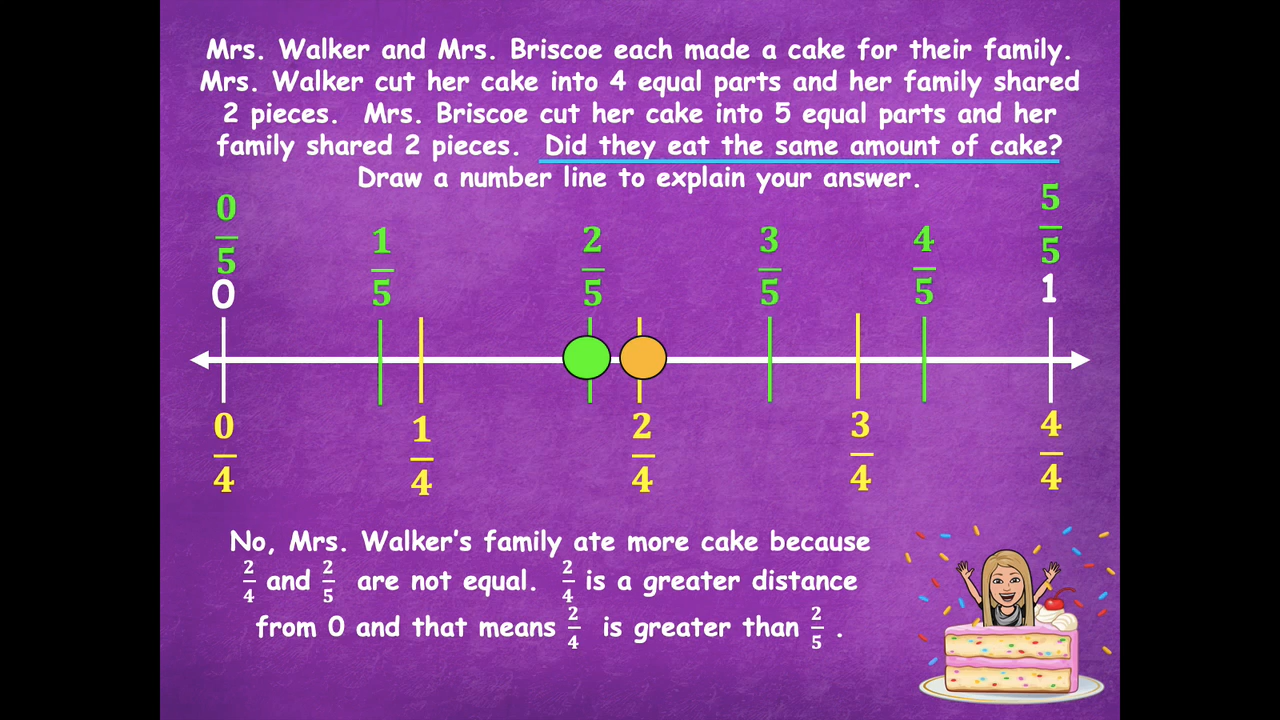 Mrs. Walker and Mrs. Briscoe each made a cake for their family.
Mrs. Walker cut her cake into 4 equal parts and her family shared
2 pieces. Mrs. Briscoe cut her cake into 5 equal parts and her
family shared 2 pieces. Did they eat the same amount of cake?
Draw a number line to explain your answer.
0/5 1/5 2/5 3/5 4/5 5/5
0 1
0/4 1/4 2/4 3/4 4/4
No, Mrs. Walker's family ate more cake because
2/4 and 2/5 are not equal. 2/4 is a greater distance
from 0 and that means 2/4 is greater than 2/5 .